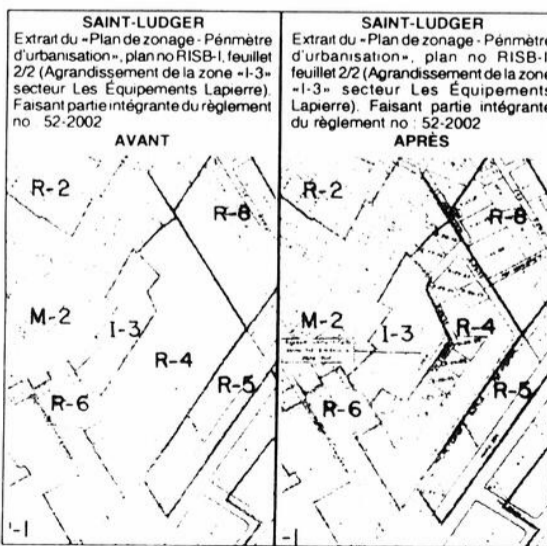 SAINT-LUDGER
Extrait du «Plan de zonage - Périmètre
d'urbanisation», plan no RISB-I, feuillet
2/2 (Agrandissement de la zone «I-3»
secteur Les Équipements Lapierre).
Faisant partie intégrante du règlement
no 52-2002
AVANT
R-2
R-8
M-2
I-3
R-4
R-5
R-6
-I
SAINT-LUDGER
Extrait du «Plan de zonage - Périmètre
d'urbanisation», plan no RISB-I,
feuillet 2/2 (Agrandissement de la zone
«I-3» secteur Les Équipements
Lapierre). Faisant partie intégrante
du règlement no : 52-2002
APRÈS
R-2
R-8
M-2
I-3
R-4
R-5
R-6
-I